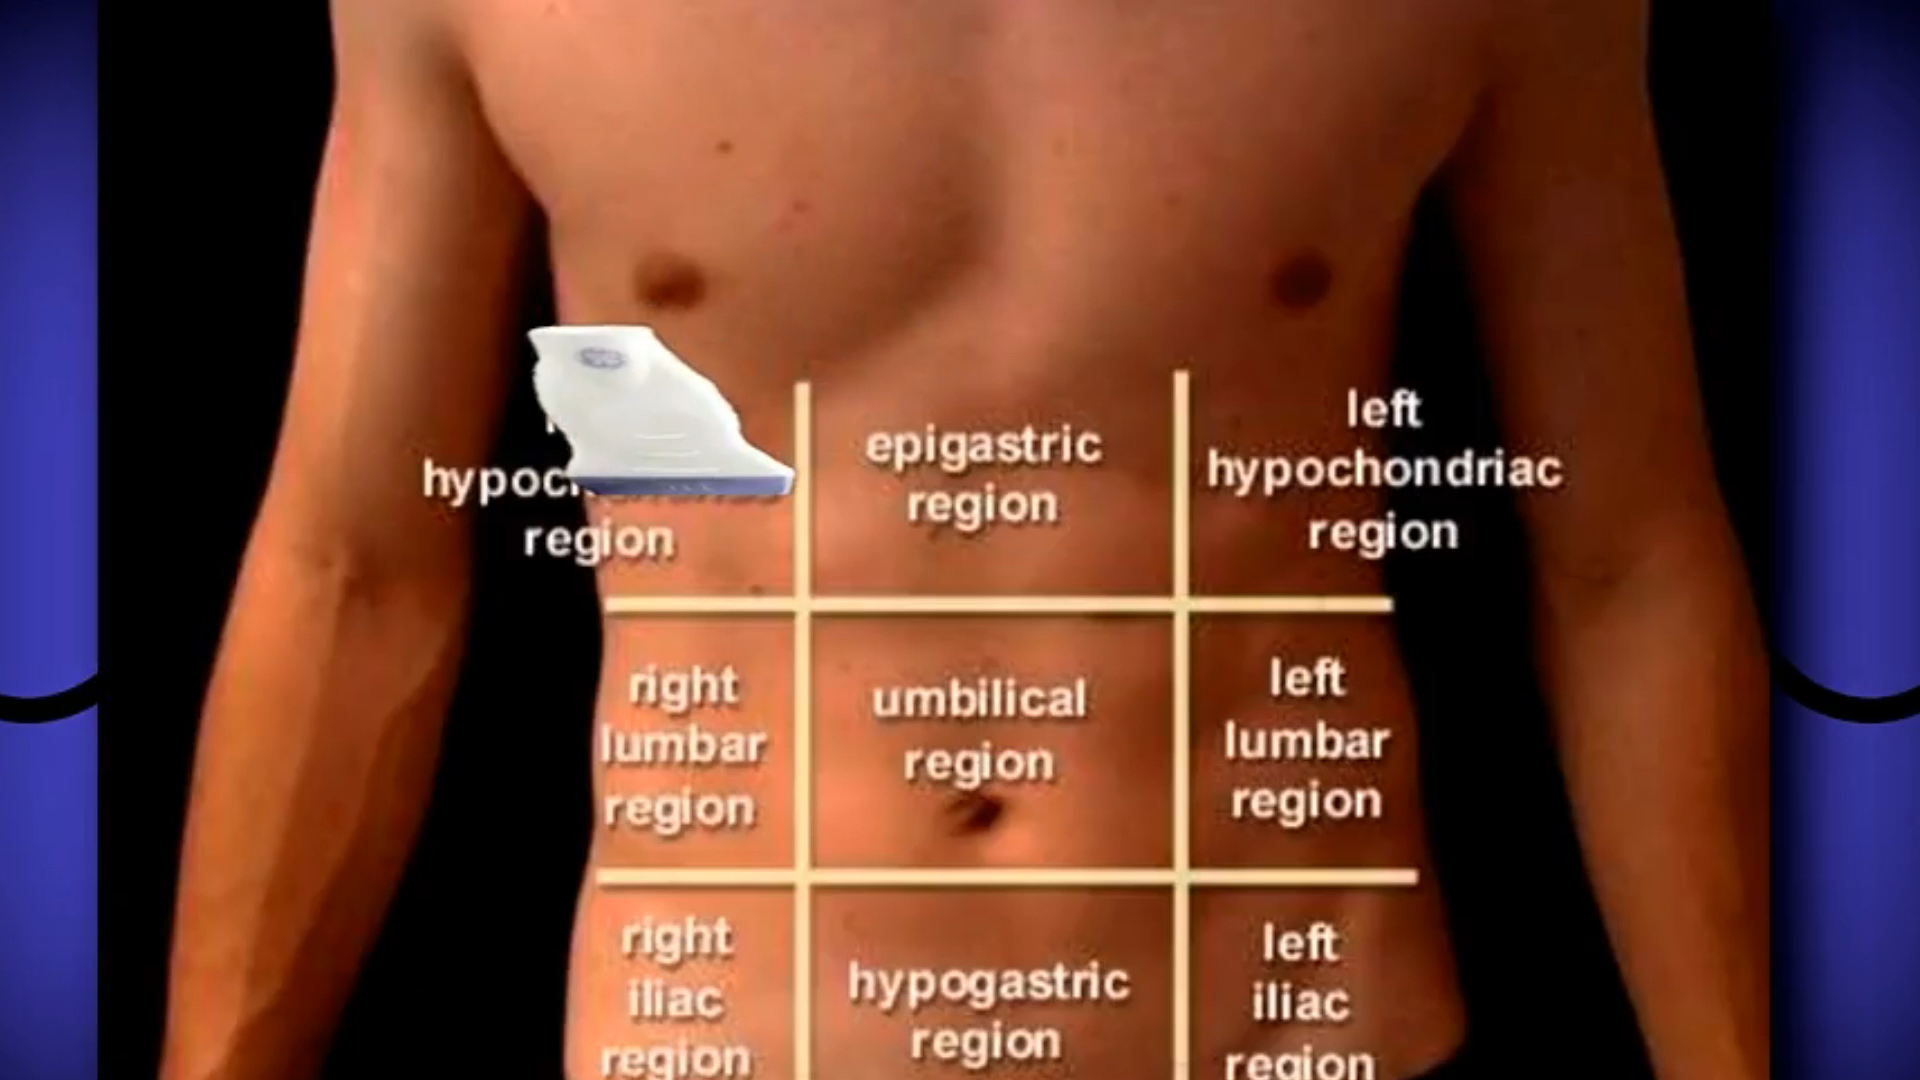 epigastric
region
left
hypochondriac
region
hypoc
region
right
lumbar
region
umbilical
region
left
lumbar
region
right
iliac
region
hypogastric
region
left
iliac
region